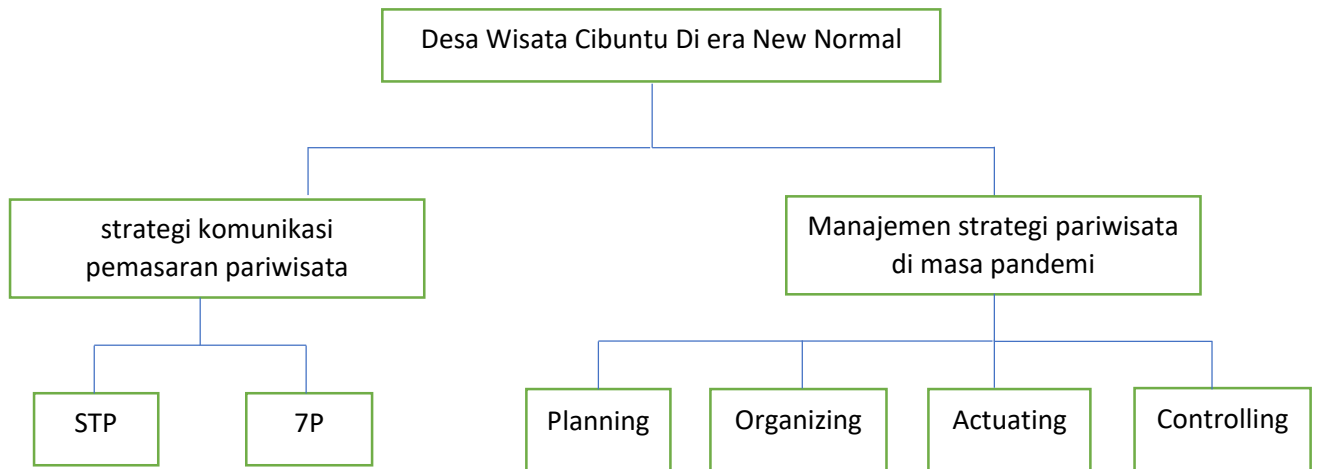 Desa Wisata Cibuntu Di era New Normal
strategi komunikasi
pemasaran pariwisata
Manajemen strategi pariwisata
di masa pandemi
STP
7P
Planning
Organizing
Actuating
Controlling